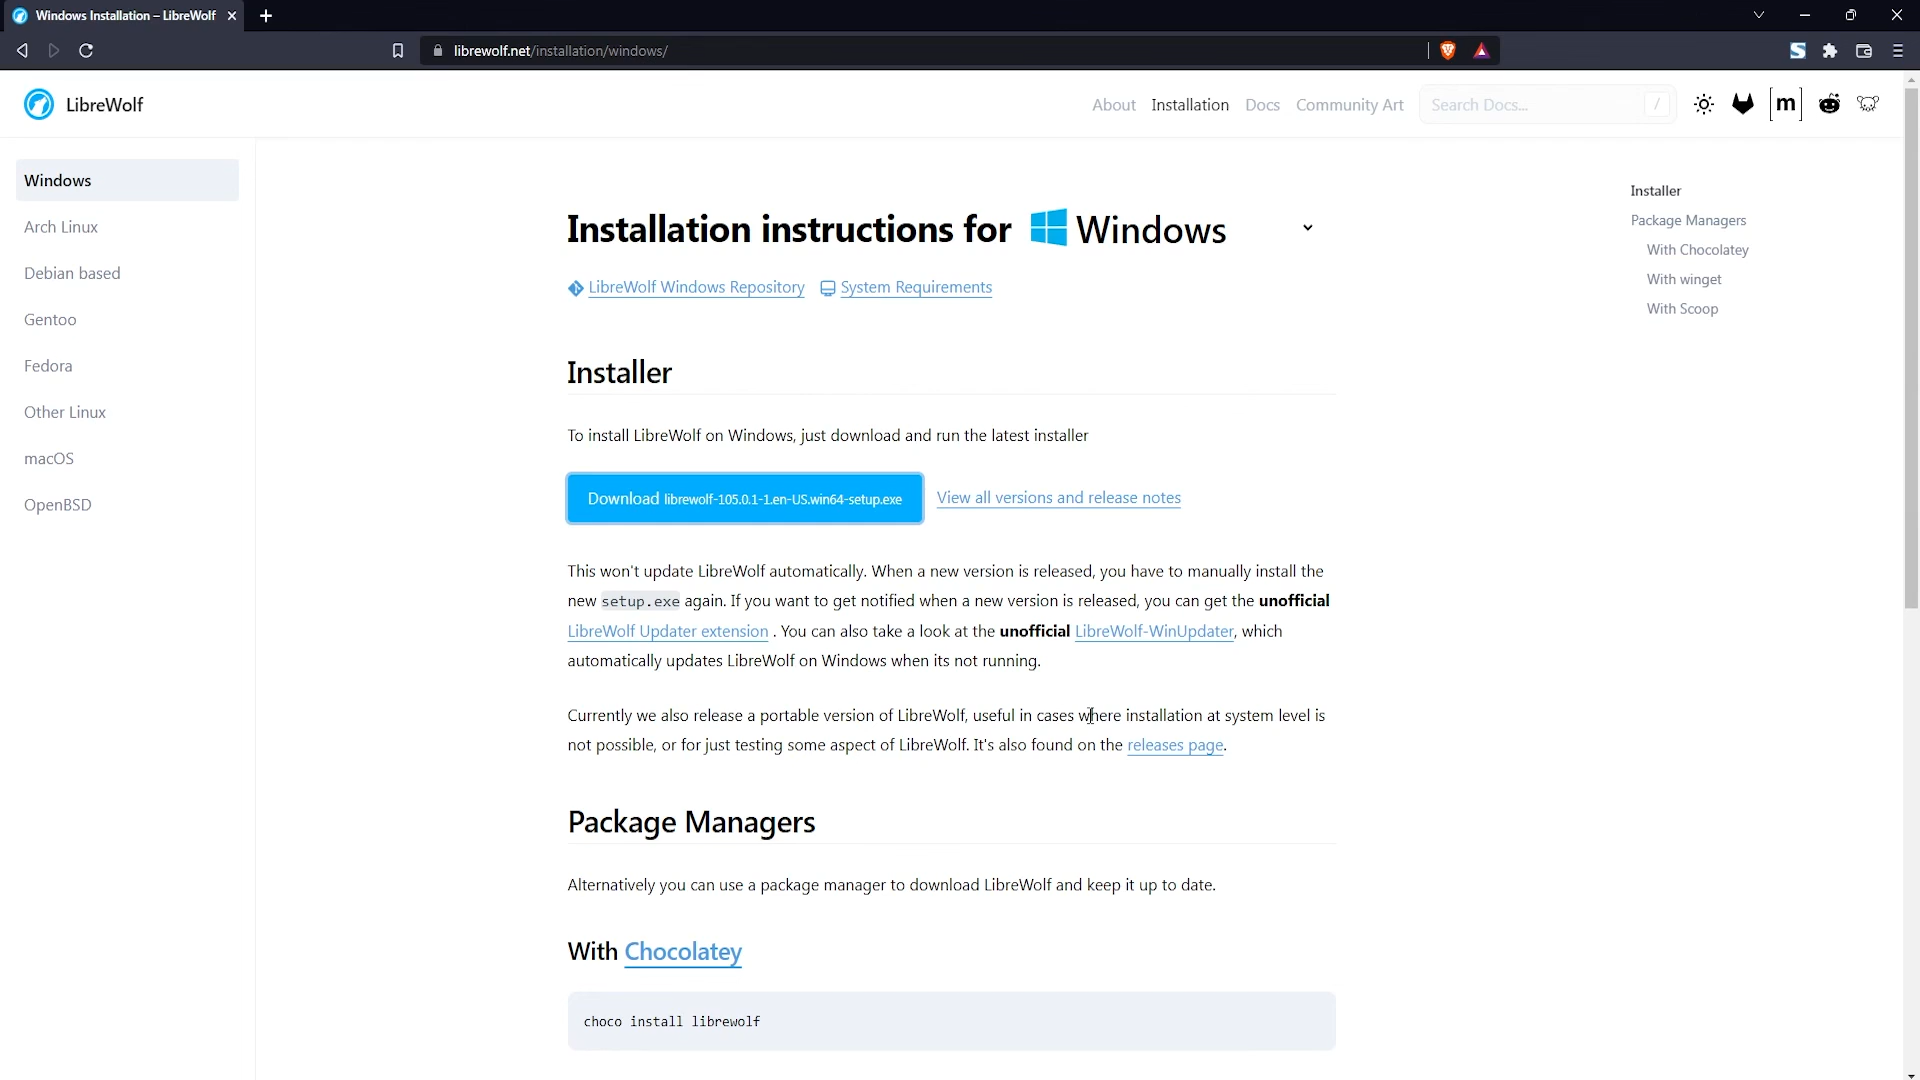 Windows Installation – LibreWolf
librewolf.net/installation/windows/
LibreWolf
About Installation Docs Community Art Search Docs... /
[m]
Windows
Arch Linux
Debian based
Gentoo
Fedora
Other Linux
macOS
OpenBSD
Installation instructions for Windows
LibreWolf Windows Repository System Requirements
Installer
To install LibreWolf on Windows, just download and run the latest installer
Download librewolf-105.0.1-1.en-US.win64-setup.exe View all versions and release notes
This won't update LibreWolf automatically. When a new version is released, you have to manually install the
new setup.exe again. If you want to get notified when a new version is released, you can get the unofficial
LibreWolf Updater extension . You can also take a look at the unofficial LibreWolf-WinUpdater, which
automatically updates LibreWolf on Windows when its not running.
Currently we also release a portable version of LibreWolf, useful in cases where installation at system level is
not possible, or for just testing some aspect of LibreWolf. It's also found on the releases page.
Package Managers
Alternatively you can use a package manager to download LibreWolf and keep it up to date.
With Chocolatey
choco install librewolf
Installer
Package Managers
With Chocolatey
With winget
With Scoop